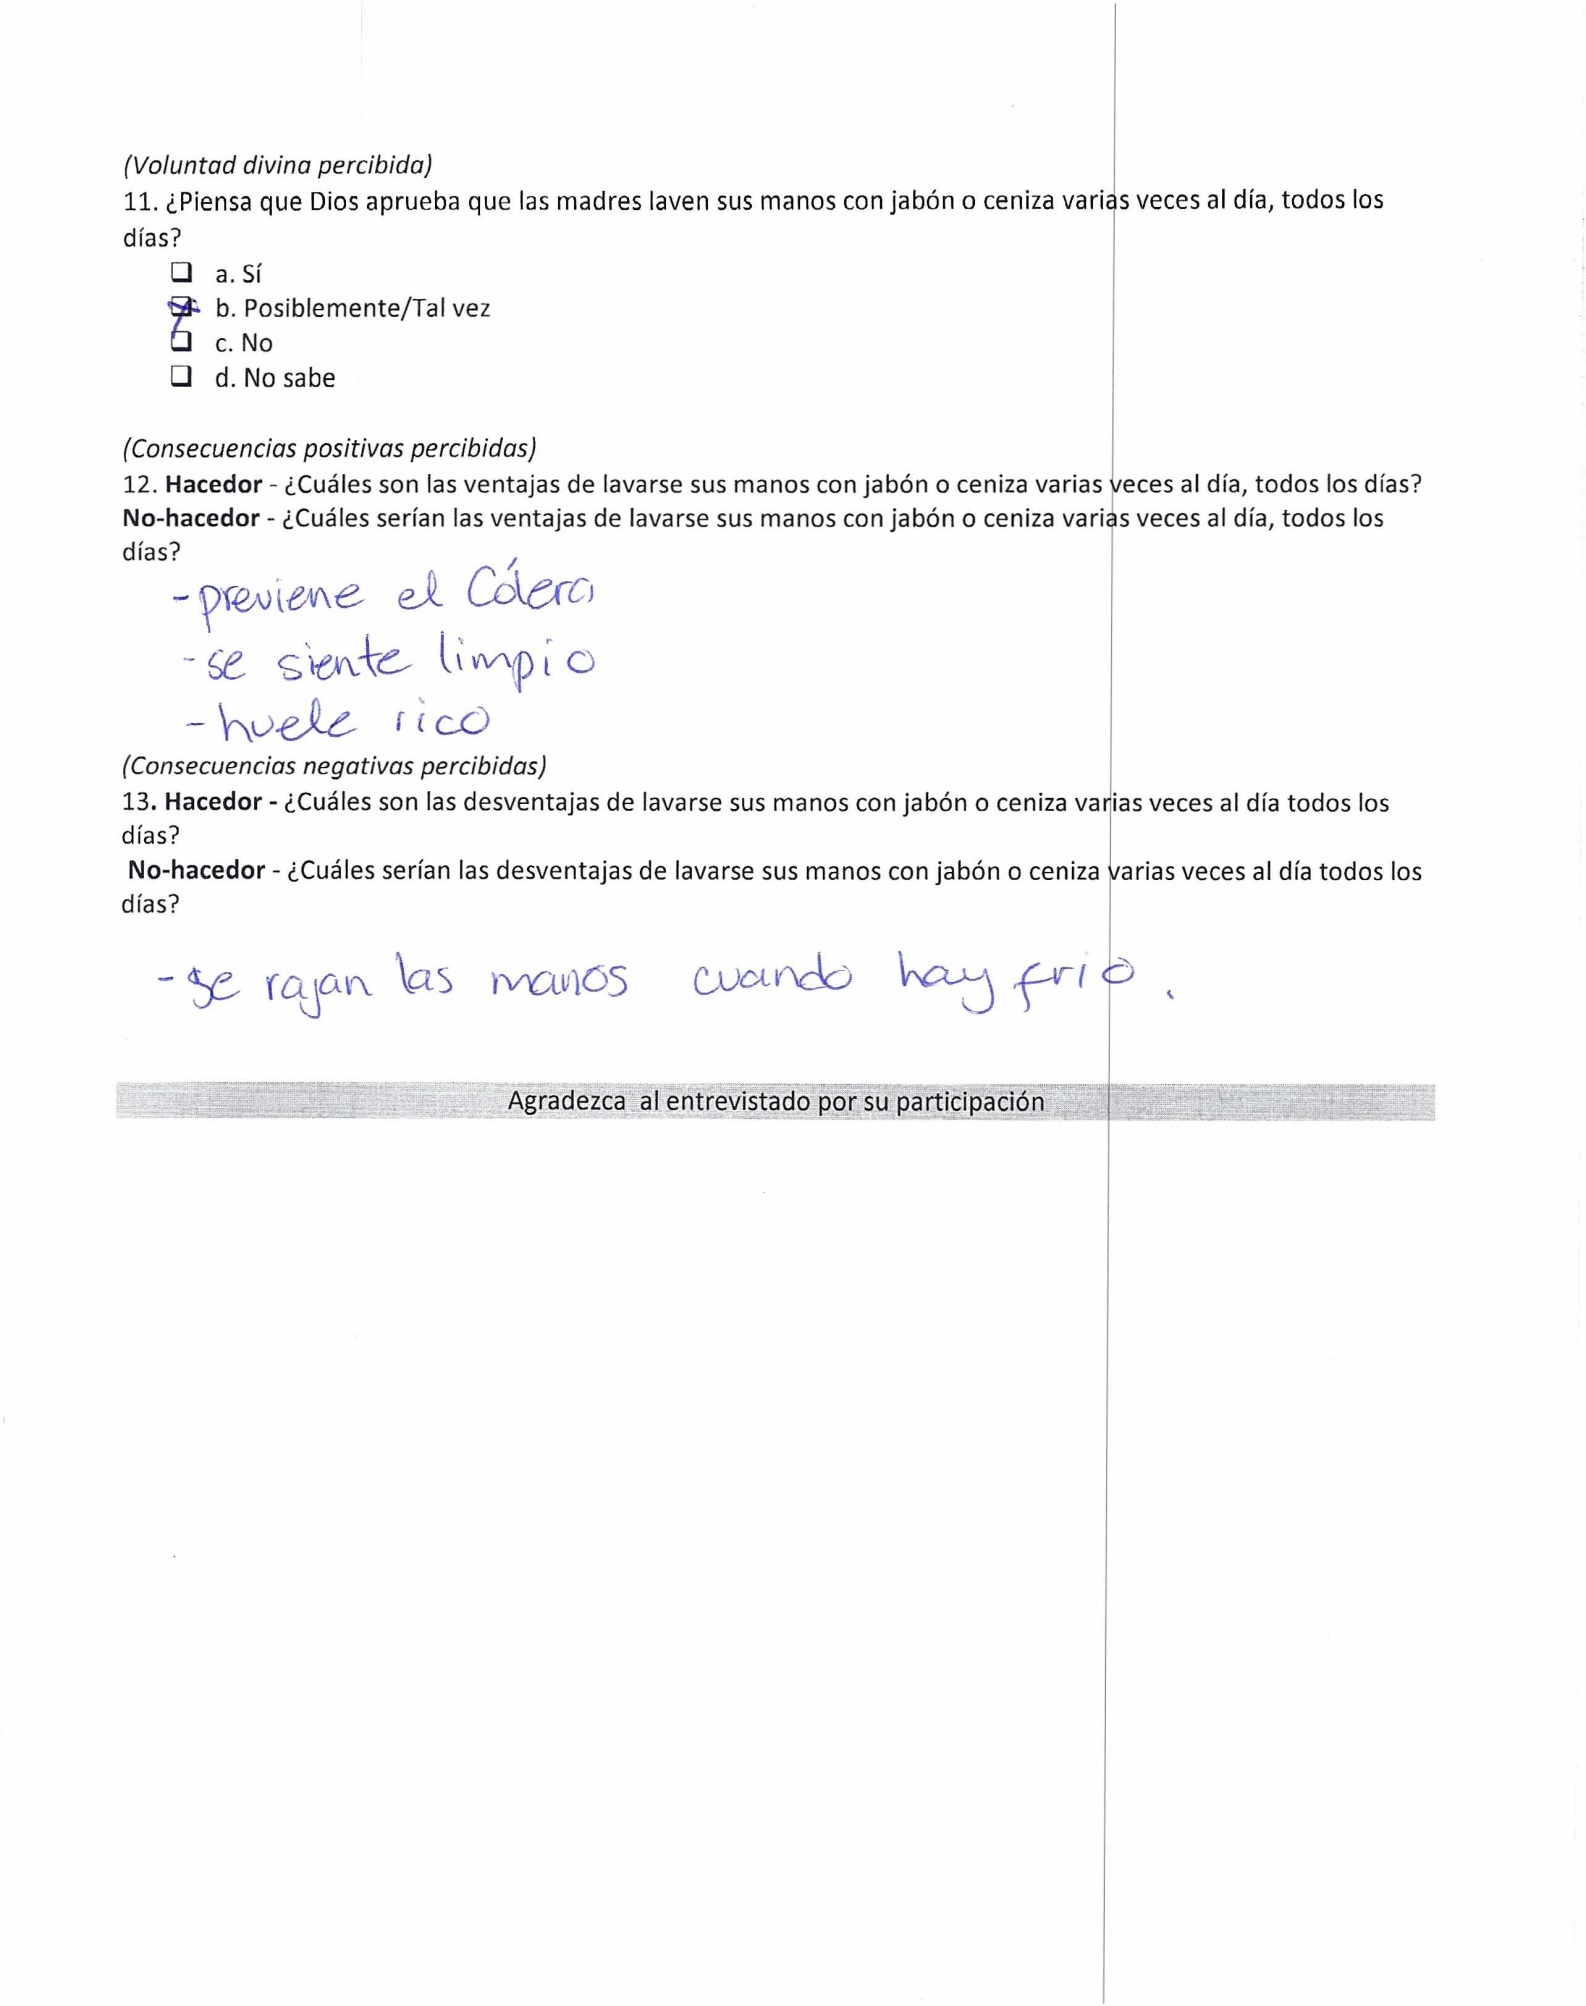 (Voluntad divina percibida)
11. ¿Piensa que Dios aprueba que las madres laven sus manos con jabón o ceniza varias veces al día, todos los
días?
a. Sí
b. Posiblemente/Tal vez
c. No
d. No sabe
(Consecuencias positivas percibidas)
12. Hacedor - ¿Cuáles son las ventajas de lavarse sus manos con jabón o ceniza varias veces al día, todos los días?
No-hacedor - ¿Cuáles serían las ventajas de lavarse sus manos con jabón o ceniza varias veces al día, todos los
días?
- previene el Cólera
- se siente limpio
- huele rico
(Consecuencias negativas percibidas)
13. Hacedor - ¿Cuáles son las desventajas de lavarse sus manos con jabón o ceniza varias veces al día todos los
días?
No-hacedor - ¿Cuáles serían las desventajas de lavarse sus manos con jabón o ceniza varias veces al día todos los
días?
- se rajan las manos cuando hay frio.
Agradezca al entrevistado por su participación